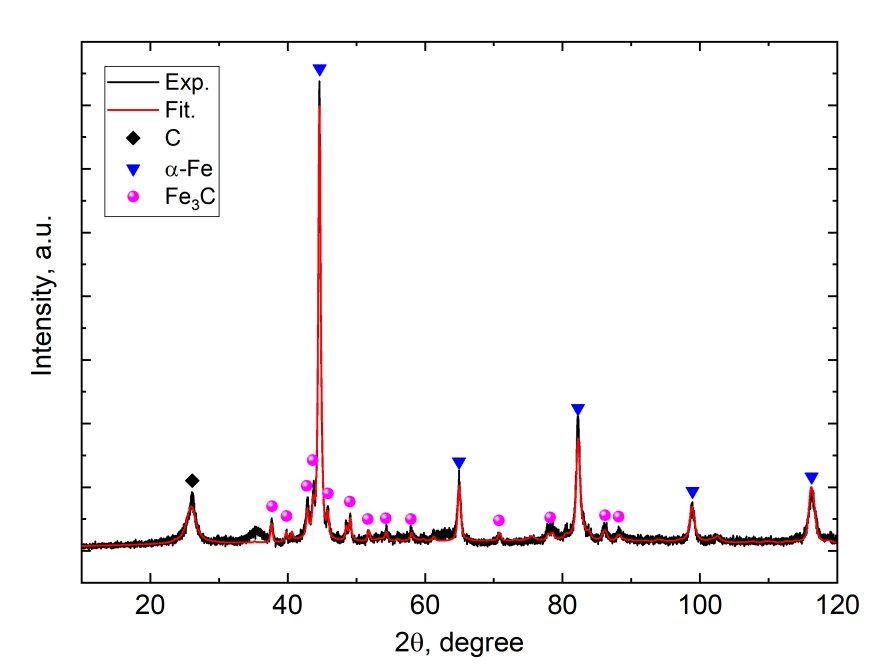 Exp.
Fit.
C
α-Fe
Fe₃C
Intensity, a.u.
20 40 60 80 100 120
2θ, degree